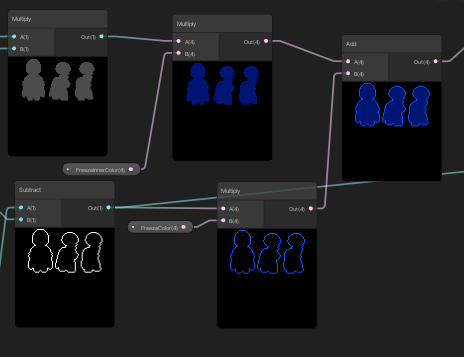 Multiply
A(1) Out(1)
B(1)
Multiply
A(4) Out(4)
B(4)
Add
A(4) Out(4)
B(4)
FreezeInnerColor(4)
Subtract
A(1) Out(1)
B(1)
Multiply
A(4) Out(4)
B(4)
FreezeColor(4)